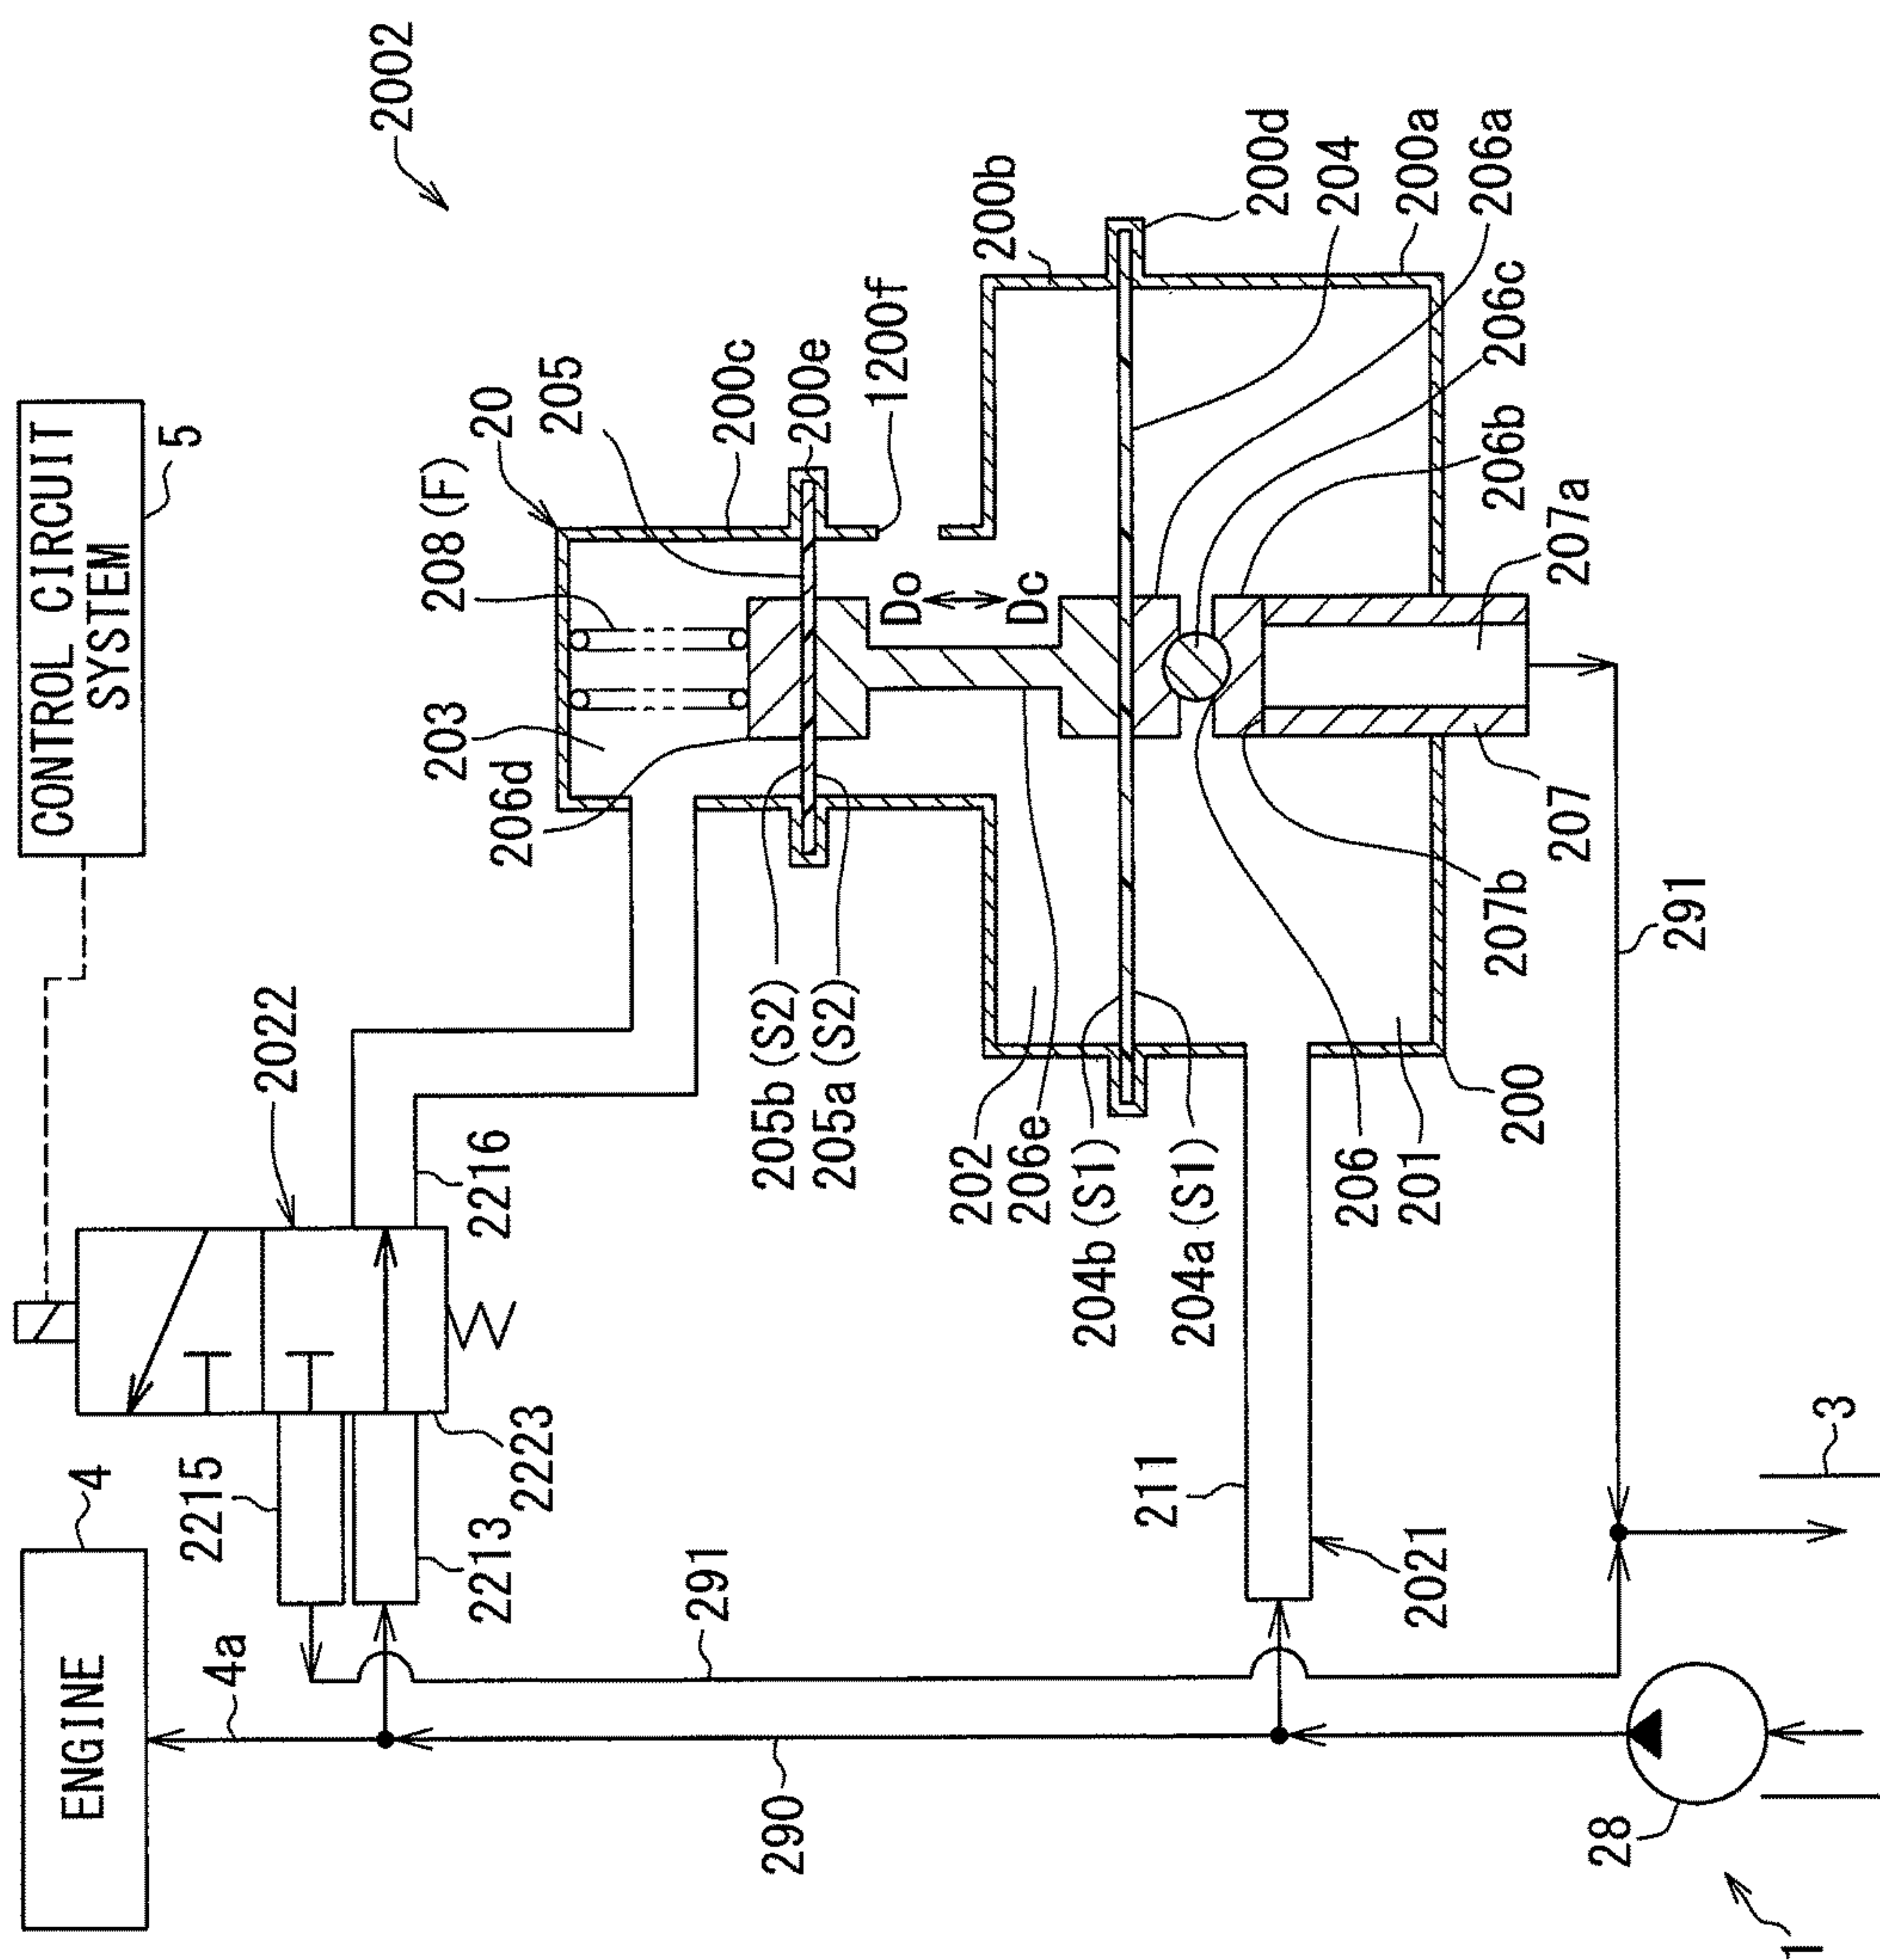 CONTROL CIRCUIT
SYSTEM
5
2002
20
205
208 (F)
200c
200e
1200f
203
206d
Do
Dc
200b
200d
204
200a
206a
206c
206b
207a
207
207b
291
2022
2216
205b (S2)
205a (S2)
202
206e
204b (S1)
204a (S1)
206
201
200
4
ENGINE
4a
2215
2213
2223
291
211
2021
290
3
28
1